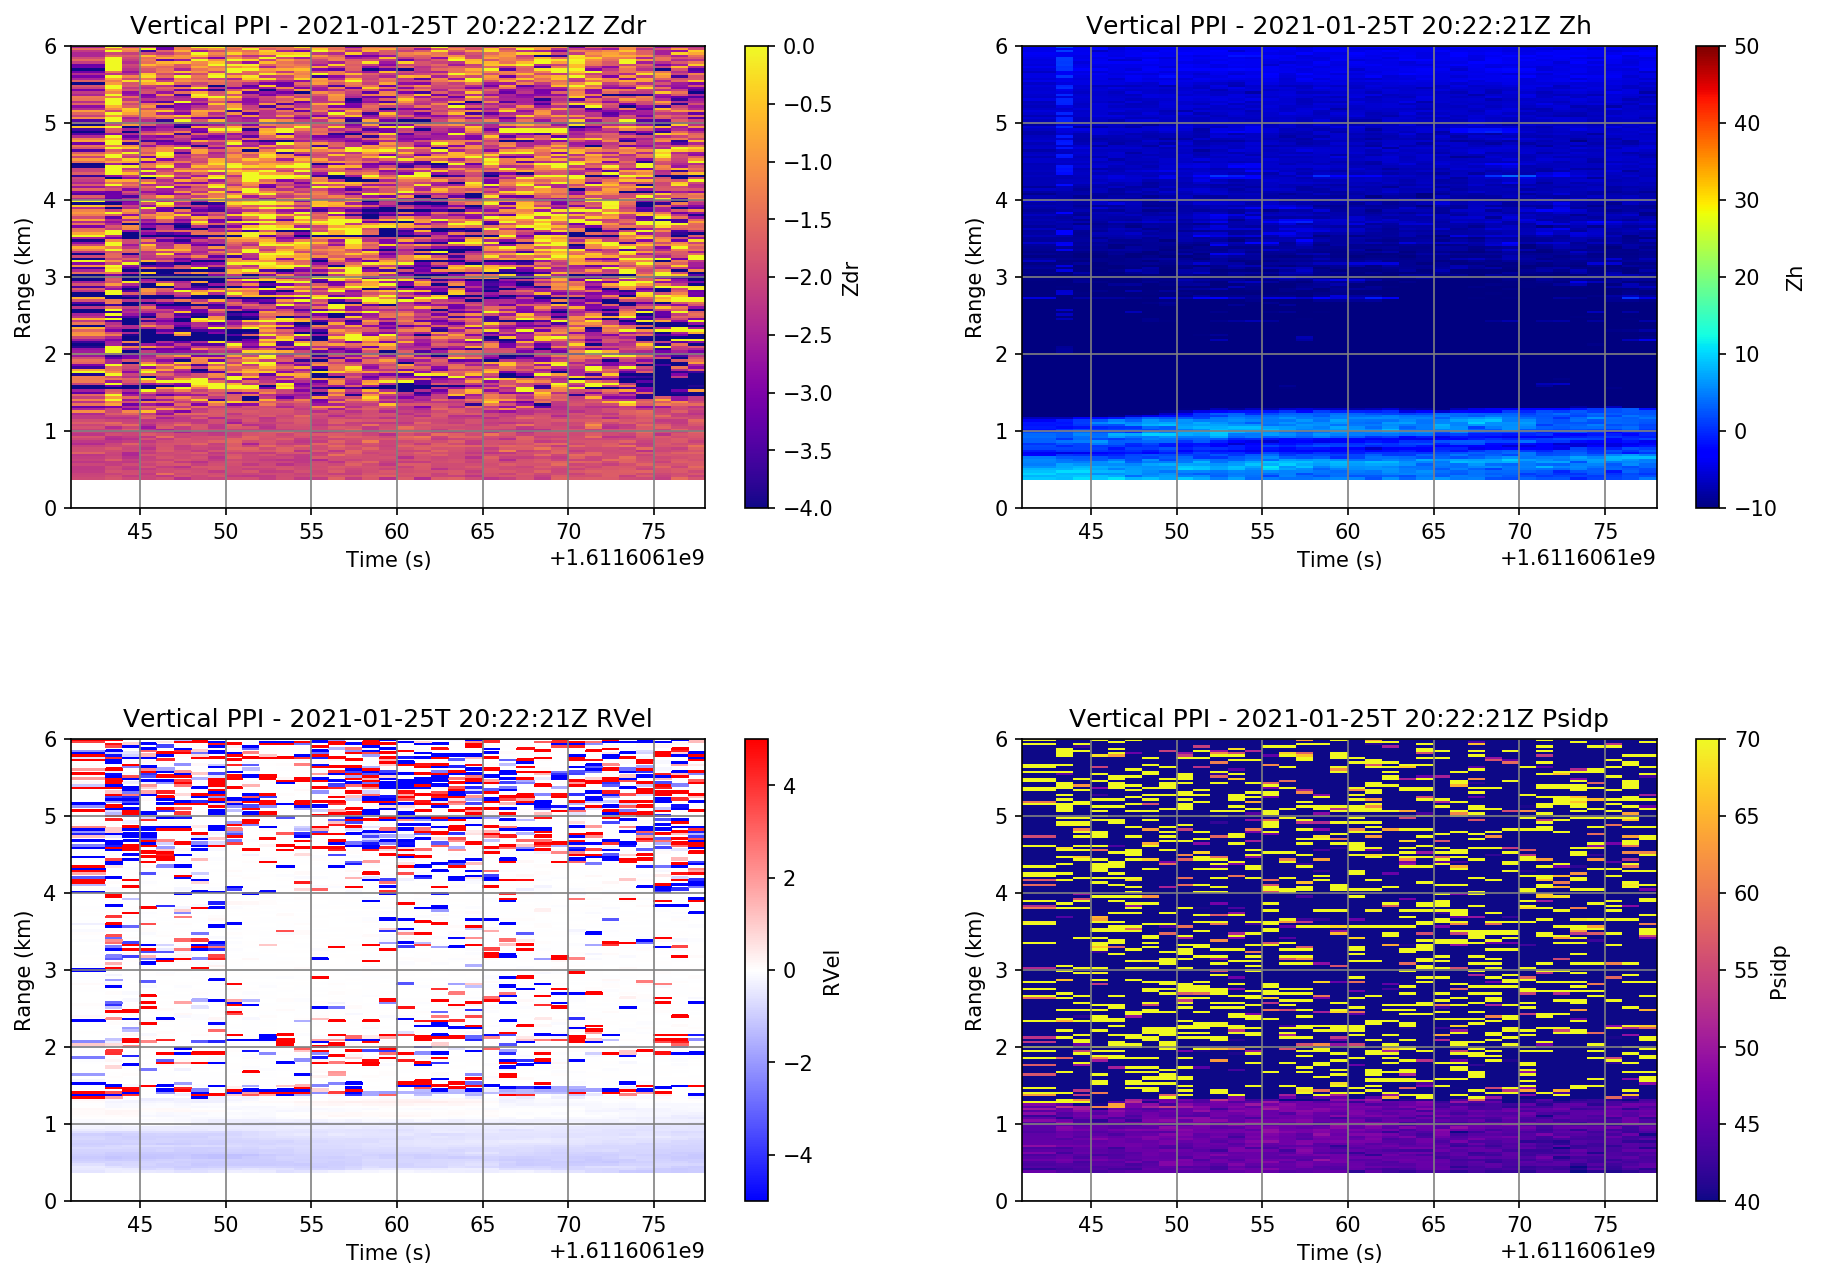 Vertical PPI - 2021-01-25T 20:22:21Z Zdr
6
5
4
3
2
1
0
Range (km)
45 50 55 60 65 70 75
Time (s)
+1.6116061e9
0.0
−0.5
−1.0
−1.5
−2.0
−2.5
−3.0
−3.5
−4.0
Zdr
Vertical PPI - 2021-01-25T 20:22:21Z Zh
6
5
4
3
2
1
0
Range (km)
45 50 55 60 65 70 75
Time (s)
+1.6116061e9
50
40
30
20
10
0
−10
Zh
Vertical PPI - 2021-01-25T 20:22:21Z RVel
6
5
4
3
2
1
0
Range (km)
45 50 55 60 65 70 75
Time (s)
+1.6116061e9
4
2
0
−2
−4
RVel
Vertical PPI - 2021-01-25T 20:22:21Z Psidp
6
5
4
3
2
1
0
Range (km)
45 50 55 60 65 70 75
Time (s)
+1.6116061e9
70
65
60
55
50
45
40
Psidp